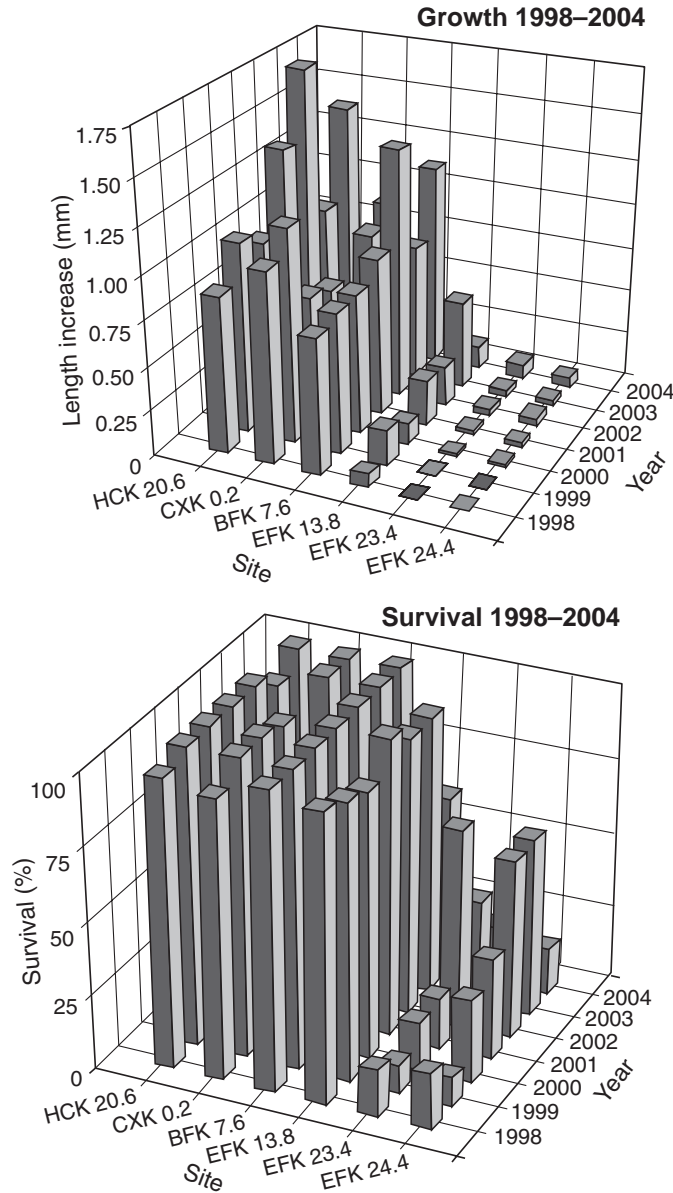 Growth 1998–2004
Length increase (mm)
1.75
1.50
1.25
1.00
0.75
0.50
0.25
0
HCK 20.6
CXK 0.2
BFK 7.6
EFK 13.8
EFK 23.4
EFK 24.4
Site
2004
2003
2002
2001
2000
1999
1998
Year
Survival 1998–2004
Survival (%)
100
75
50
25
0
HCK 20.6
CXK 0.2
BFK 7.6
EFK 13.8
EFK 23.4
EFK 24.4
Site
2004
2003
2002
2001
2000
1999
1998
Year